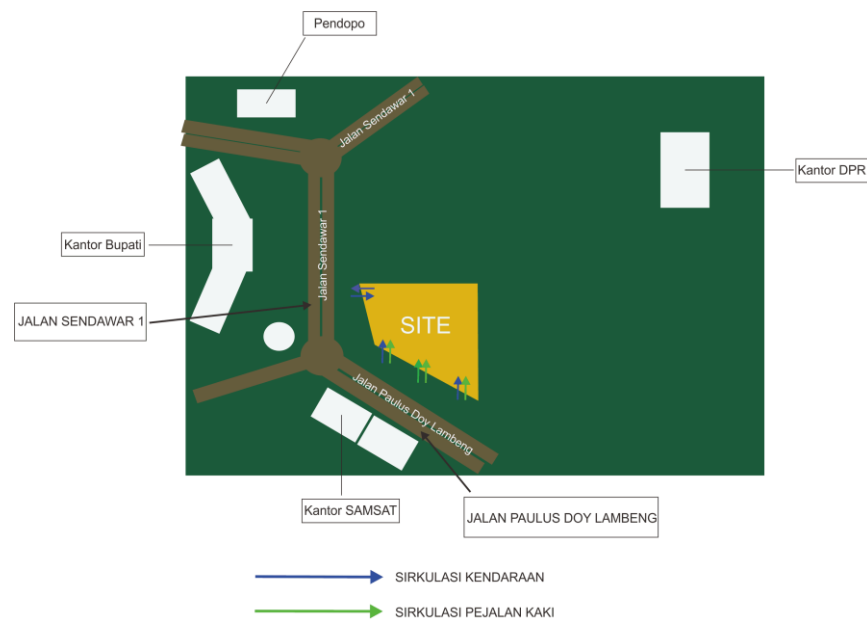 Pendopo
Jalan Sendawar 1
Kantor DPR
Jalan Sendawar 1
Kantor Bupati
JALAN SENDAWAR 1
SITE
Jalan Paulus Doy Lambeng
Kantor SAMSAT
JALAN PAULUS DOY LAMBENG
SIRKULASI KENDARAAN
SIRKULASI PEJALAN KAKI